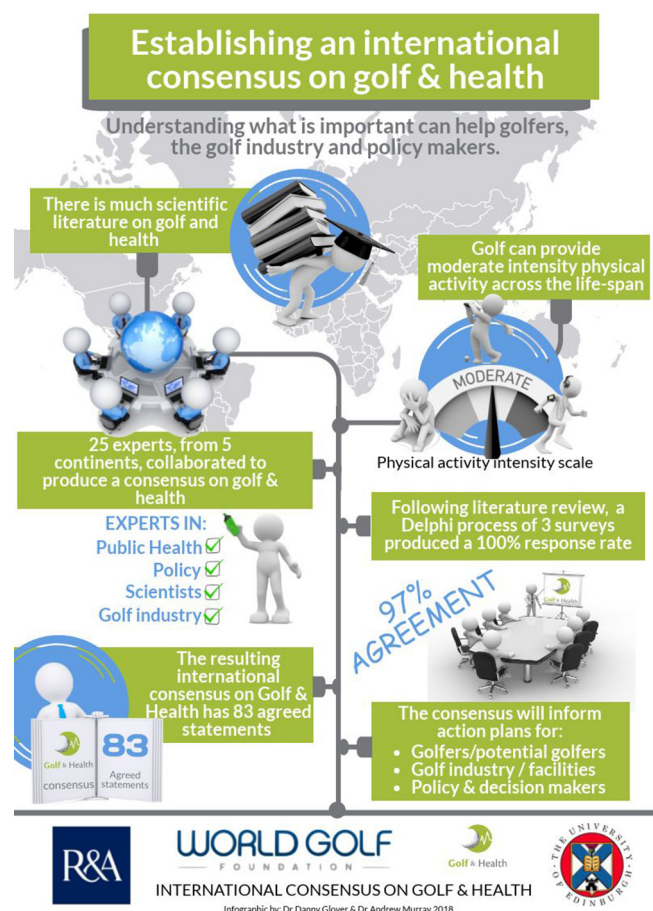 Establishing an international
consensus on golf & health
Understanding what is important can help golfers,
the golf industry and policy makers.
There is much scientific
literature on golf and
health
Golf can provide
moderate intensity physical
activity across the life-span
MODERATE
Physical activity intensity scale
25 experts, from 5
continents, collaborated to
produce a consensus on golf &
health
EXPERTS IN:
Public Health
Policy
Scientists
Golf industry
Following literature review, a
Delphi process of 3 surveys
produced a 100% response rate
97%
AGREEMENT
Golf & Health
The resulting
international
consensus on Golf &
Health has 83 agreed
statements
Golf & Health
consensus
83
Agreed
statements
The consensus will inform
action plans for:
• Golfers/potential golfers
• Golf industry / facilities
• Policy & decision makers
R&A
WORLD GOLF
FOUNDATION
Golf & Health
THE UNIVERSITY OF EDINBURGH
INTERNATIONAL CONSENSUS ON GOLF & HEALTH
Infographic by: Dr Danny Glover & Dr Andrew Murray 2018